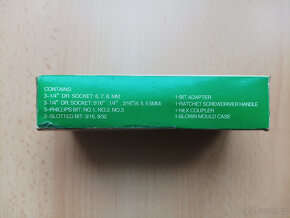 CONTAINS:
3-1/4" DR. SOCKET: 6, 7, 8, MM
3-1/4" DR. SOCKET: 5/16" ,1/4" ,3/16"(4, 5, 5.5MM)
3-PHILLIPS BIT: NO.1, NO.2, NO.3
2-SLOTTED BIT: 3/16, 9/32
1-BIT ADAPTER
1-RATCHET SCREWDRIVER HANDLE
1-HEX COUPLER
1-BLOWN MOULD CASE